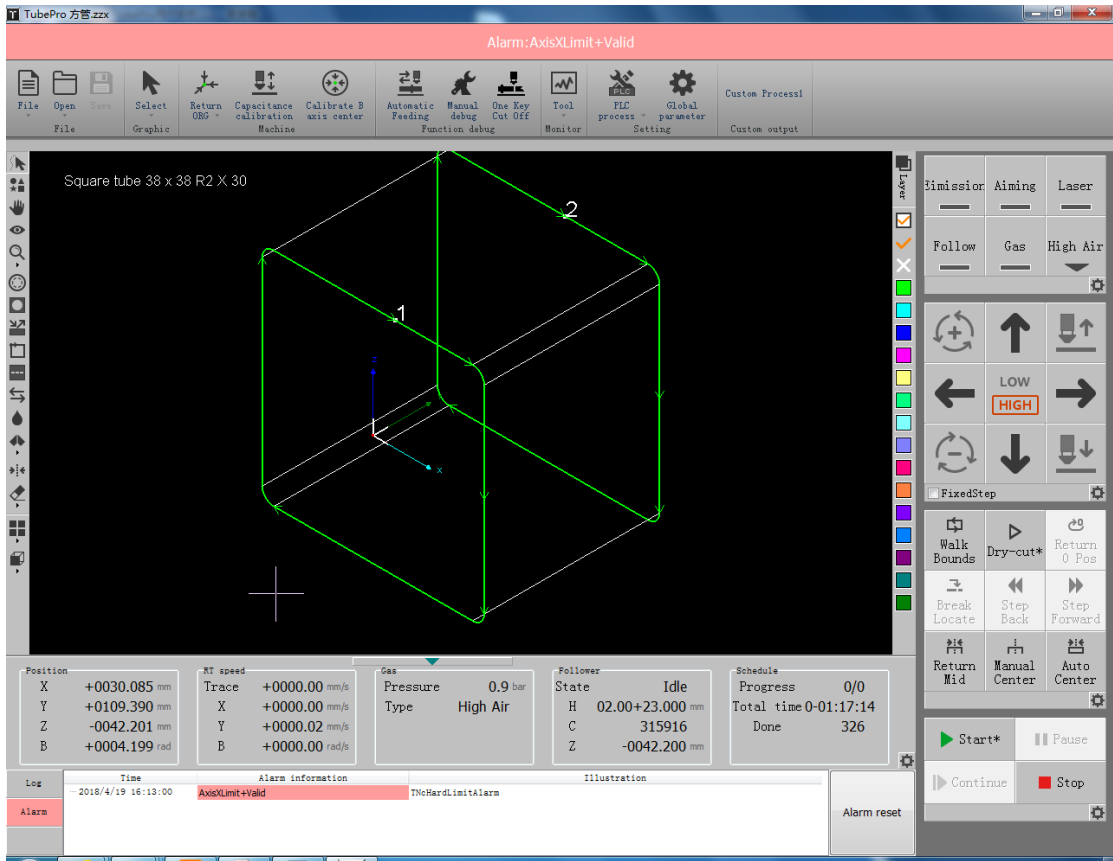 TubePro 方管.zzx
Alarm:AxisXLimit+Valid
File Open Save Select Return ORG Capacitance calibration Calibrate B axis center Automatic Feeding Manual debug One Key Cut Off Tool PLC process Global parameter Custom Process1
File Graphic Machine Function debug Monitor Setting Custom output
Square tube 38 x 38 R2 X 30
2
1
z
x
Layer
Aiming Laser
Follow Gas High Air
LOW
HIGH
FixedStep
Walk Bounds Dry-cut* Return 0 Pos
Break Locate Step Back Step Forward
Return Mid Manual Center Auto Center
Start* Pause
Continue Stop
Position
X +0030.085 mm
Y +0109.390 mm
Z -0042.201 mm
B +0004.199 rad
RT speed
Trace +0000.00 mm/s
X +0000.00 mm/s
Y +0000.02 mm/s
B +0000.00 rad/s
Gas
Pressure 0.9 bar
Type High Air
Follower
State Idle
H 02.00+23.000 mm
C 315916
Z -0042.200 mm
Schedule
Progress 0/0
Total time 0-01:17:14
Done 326
Log
Alarm
Time Alarm information Illustration
2018/4/19 16:13:00 AxisXLimit+Valid TNcHardLimitAlarm
Alarm reset